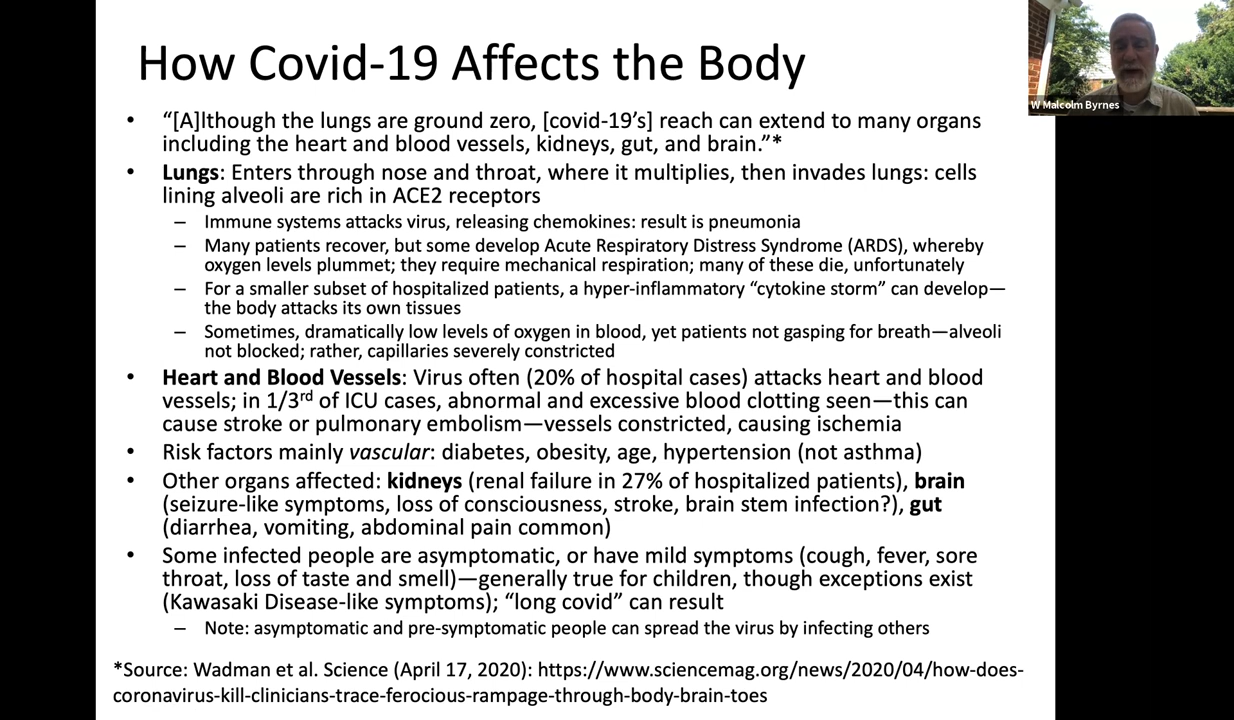 How Covid-19 Affects the Body
W Malcolm Byrnes
• “[A]lthough the lungs are ground zero, [covid-19’s] reach can extend to many organs
including the heart and blood vessels, kidneys, gut, and brain.”*
• Lungs: Enters through nose and throat, where it multiplies, then invades lungs: cells
lining alveoli are rich in ACE2 receptors
– Immune systems attacks virus, releasing chemokines: result is pneumonia
– Many patients recover, but some develop Acute Respiratory Distress Syndrome (ARDS), whereby
oxygen levels plummet; they require mechanical respiration; many of these die, unfortunately
– For a smaller subset of hospitalized patients, a hyper-inflammatory “cytokine storm” can develop—
the body attacks its own tissues
– Sometimes, dramatically low levels of oxygen in blood, yet patients not gasping for breath—alveoli
not blocked; rather, capillaries severely constricted
• Heart and Blood Vessels: Virus often (20% of hospital cases) attacks heart and blood
vessels; in 1/3rd of ICU cases, abnormal and excessive blood clotting seen—this can
cause stroke or pulmonary embolism—vessels constricted, causing ischemia
• Risk factors mainly vascular: diabetes, obesity, age, hypertension (not asthma)
• Other organs affected: kidneys (renal failure in 27% of hospitalized patients), brain
(seizure-like symptoms, loss of consciousness, stroke, brain stem infection?), gut
(diarrhea, vomiting, abdominal pain common)
• Some infected people are asymptomatic, or have mild symptoms (cough, fever, sore
throat, loss of taste and smell)—generally true for children, though exceptions exist
(Kawasaki Disease-like symptoms); “long covid” can result
– Note: asymptomatic and pre-symptomatic people can spread the virus by infecting others
*Source: Wadman et al. Science (April 17, 2020): https://www.sciencemag.org/news/2020/04/how-does-
coronavirus-kill-clinicians-trace-ferocious-rampage-through-body-brain-toes